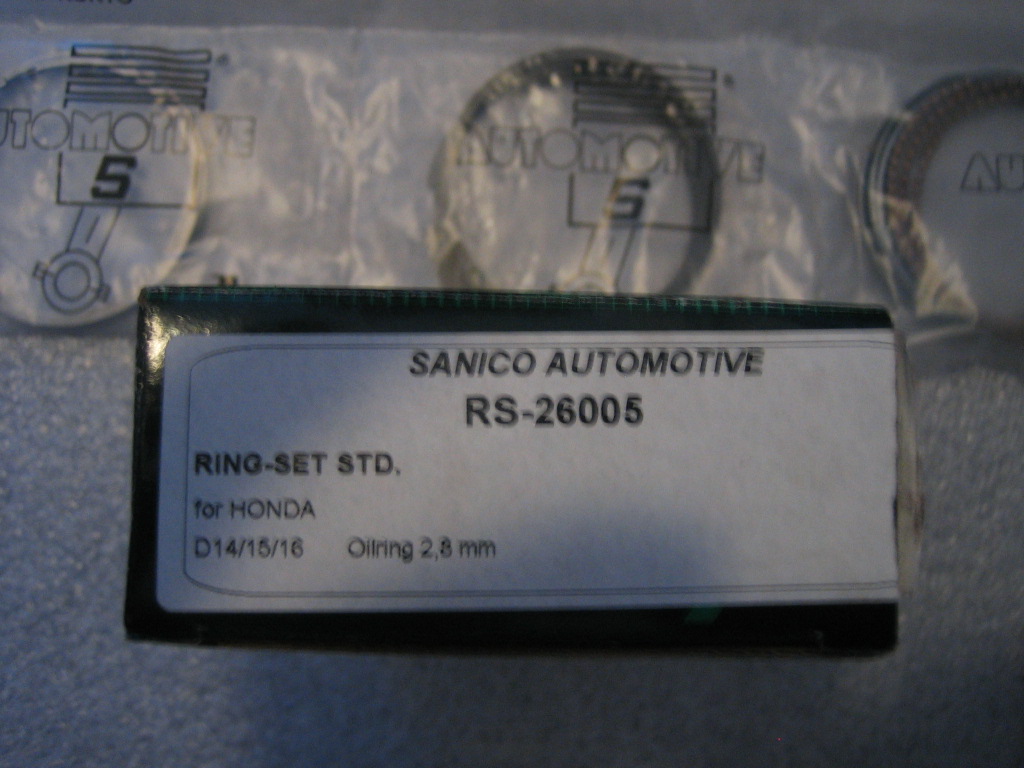 AUTOMOTIVE
S
AUTOMOTIVE
S
AU
SANICO AUTOMOTIVE
RS-26005
RING-SET STD.
for HONDA
D14/15/16 Oilring 2,8 mm